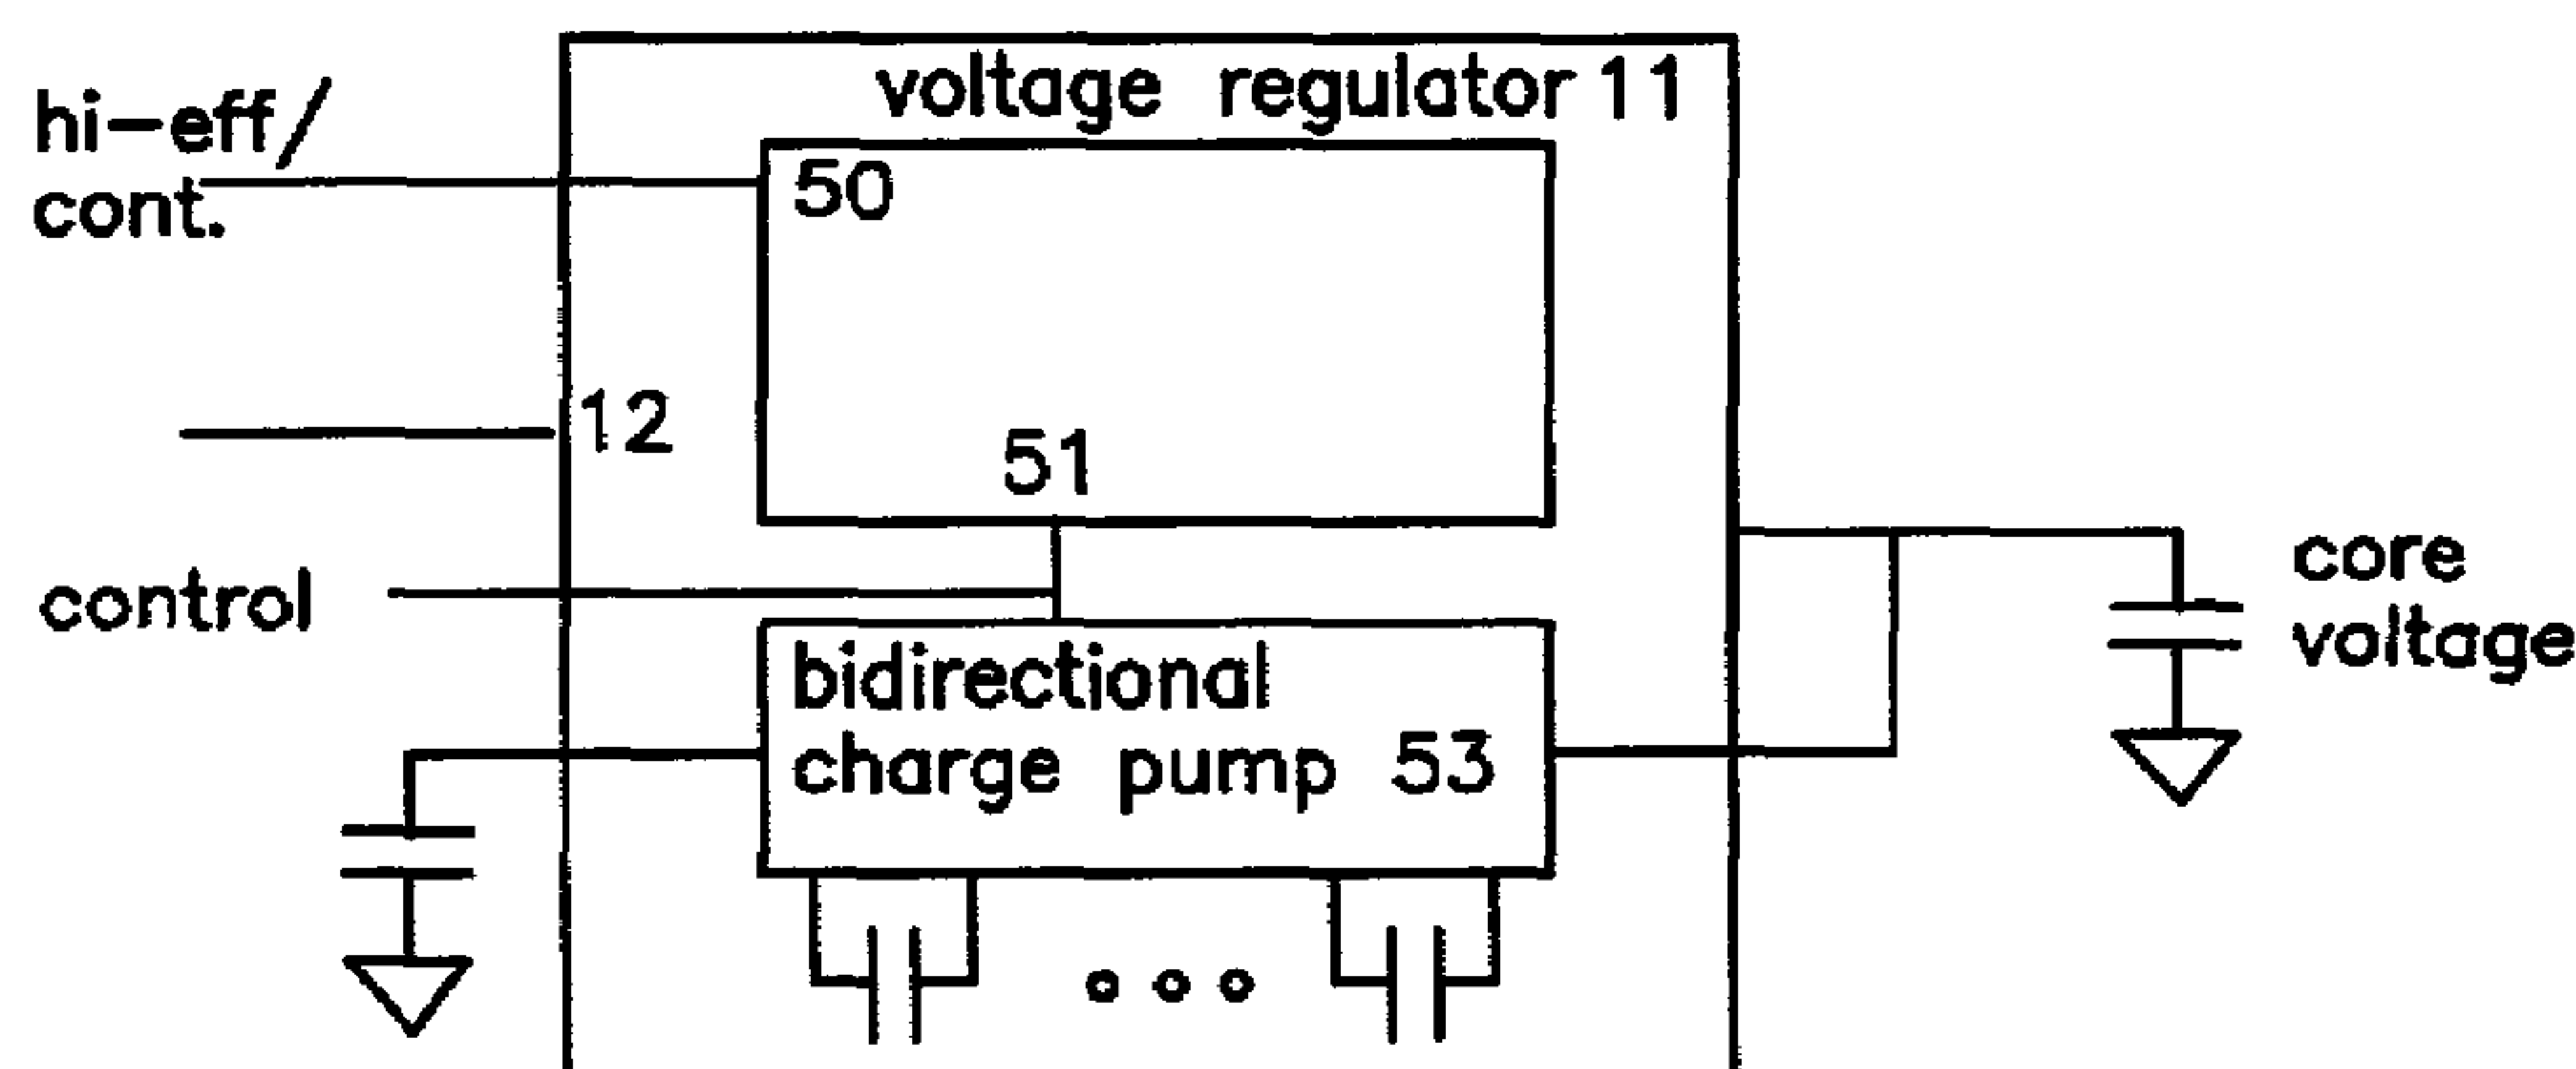 voltage regulator 11
hi-eff/
cont.
50
12
51
control
core
voltage
bidirectional
charge pump 53